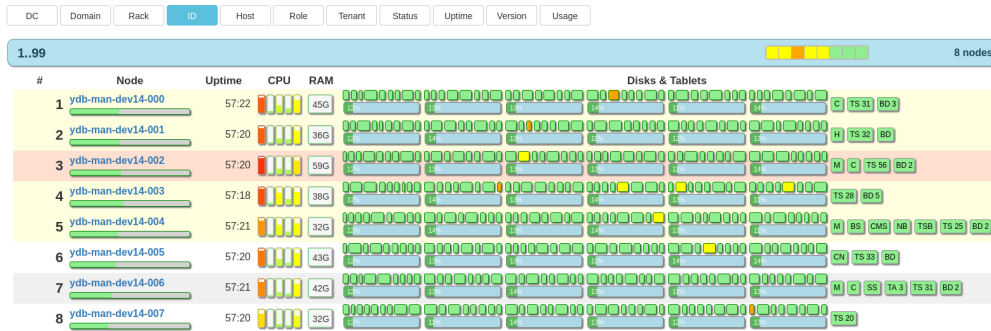 DC Domain Rack ID Host Role Tenant Status Uptime Version Usage
1..99 8 nodes
# Node Uptime CPU RAM Disks & Tablets
1 ydb-man-dev14-000 57:22 45G C TS 31 BD 3
2 ydb-man-dev14-001 57:20 36G H TS 32 BD
3 ydb-man-dev14-002 57:20 59G M C TS 56 BD 2
4 ydb-man-dev14-003 57:18 38G TS 28 BD 5
5 ydb-man-dev14-004 57:21 32G M BS CMS NB TSB TS 25 BD 2
6 ydb-man-dev14-005 57:20 43G CN TS 33 BD
7 ydb-man-dev14-006 57:21 42G M C SS TA 3 TS 31 BD 2
8 ydb-man-dev14-007 57:20 32G TS 20